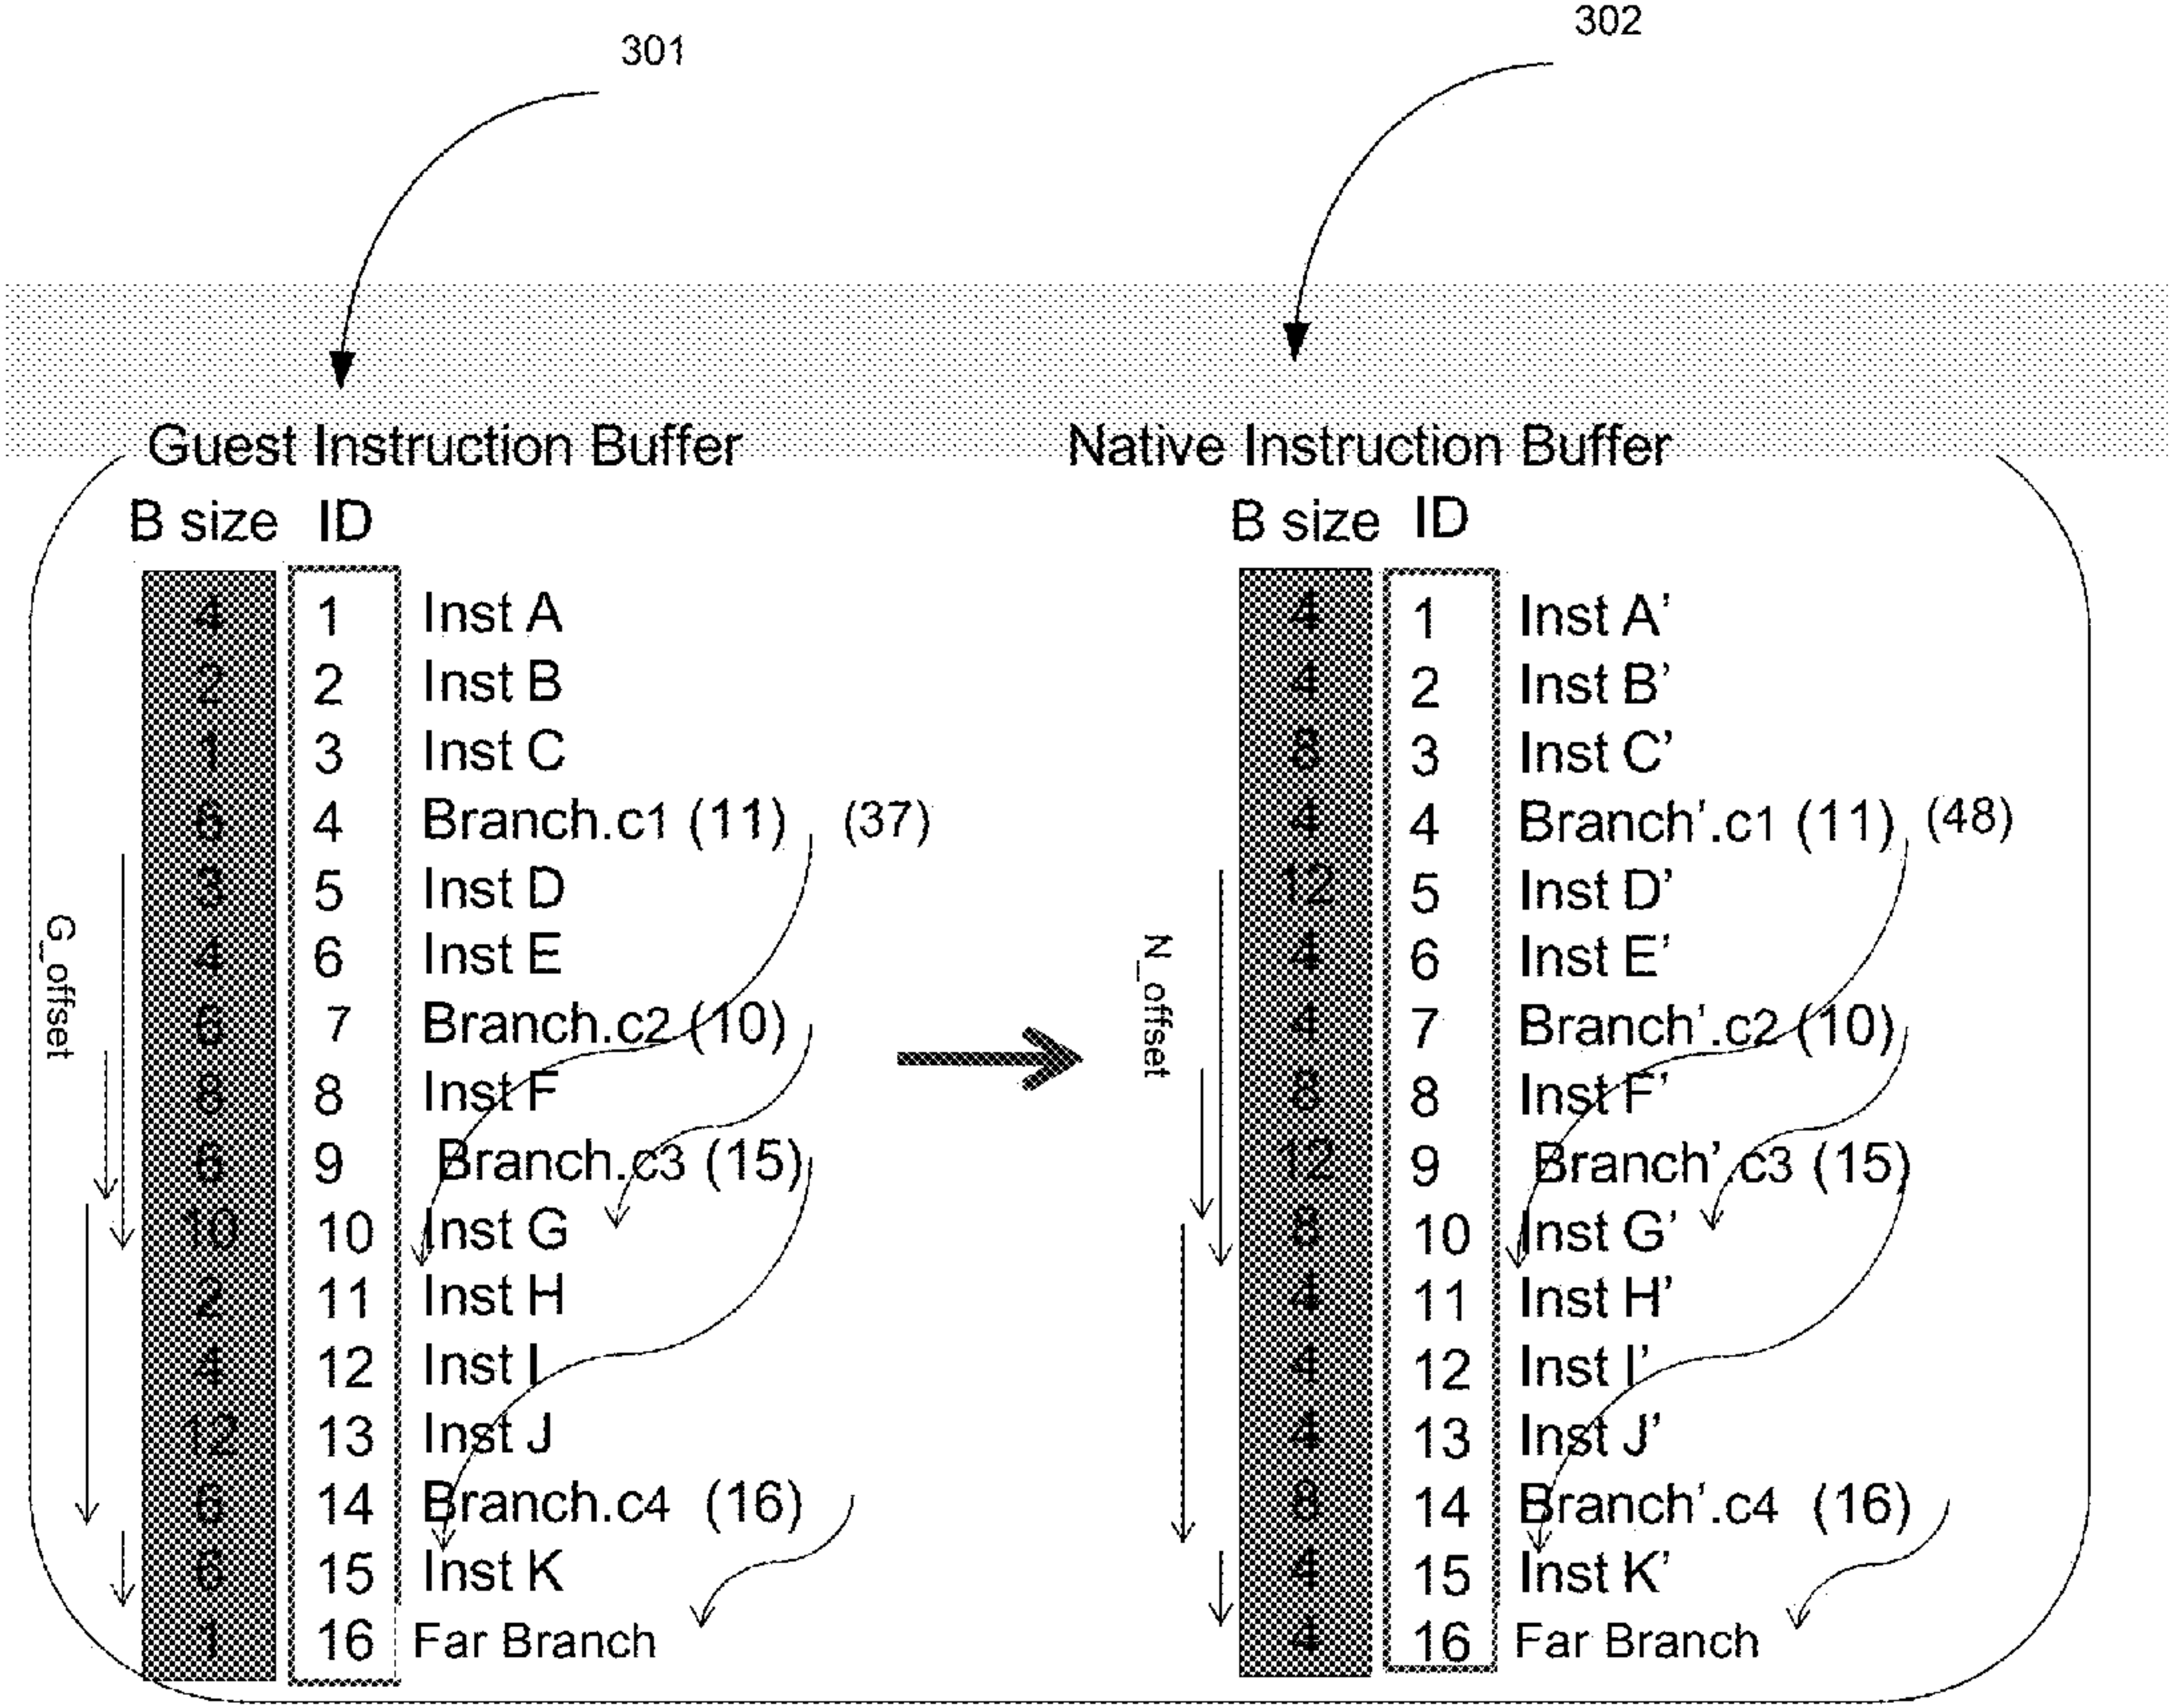 301
302
Guest Instruction Buffer
B size ID
4 1 Inst A
2 2 Inst B
1 3 Inst C
6 4 Branch.c1 (11) (37)
3 5 Inst D
4 6 Inst E
6 7 Branch.c2 (10)
8 8 Inst F
6 9 Branch.c3 (15)
10 10 Inst G
2 11 Inst H
4 12 Inst I
12 13 Inst J
6 14 Branch.c4 (16)
6 15 Inst K
1 16 Far Branch
G_offset
Native Instruction Buffer
B size ID
4 1 Inst A’
4 2 Inst B’
8 3 Inst C’
4 4 Branch’.c1 (11) (48)
12 5 Inst D’
4 6 Inst E’
4 7 Branch’.c2 (10)
8 8 Inst F’
12 9 Branch’.c3 (15)
8 10 Inst G’
4 11 Inst H’
4 12 Inst I’
4 13 Inst J’
8 14 Branch’.c4 (16)
4 15 Inst K’
4 16 Far Branch
N_offset